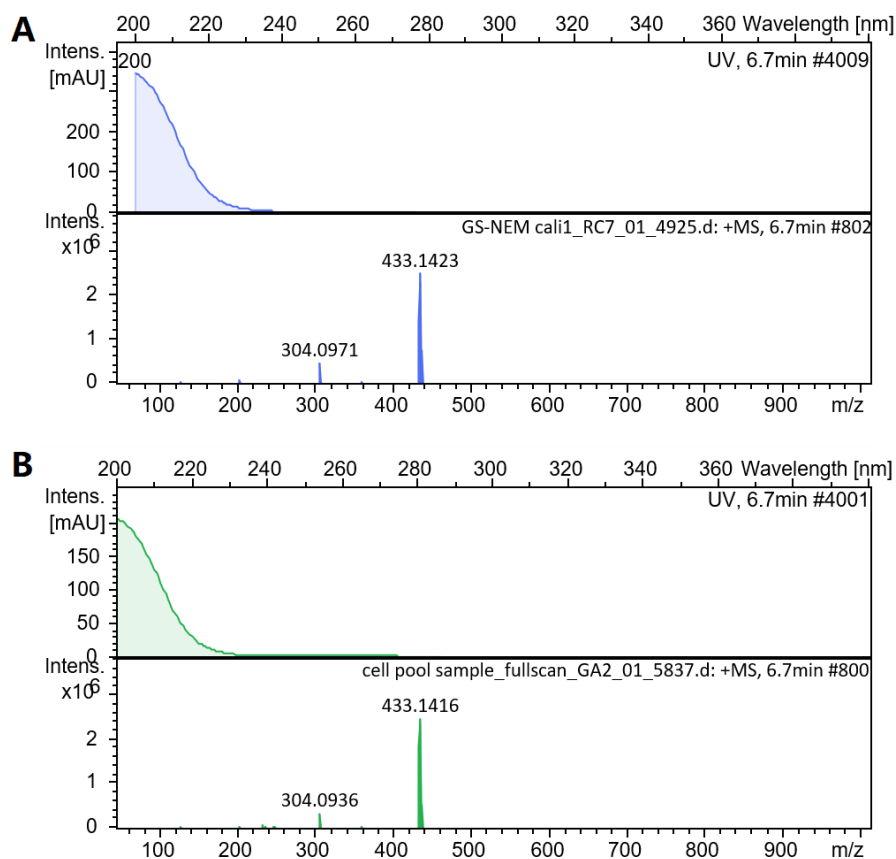 A
200 220 240 260 280 300 320 340 360 Wavelength [nm]
Intens.
[mAU]
200
UV, 6.7min #4009
200
100
0
Intens.
x10 6
GS-NEM cali1_RC7_01_4925.d: +MS, 6.7min #802
433.1423
2
1
304.0971
0
100 200 300 400 500 600 700 800 900 m/z
B
200 220 240 260 280 300 320 340 360 Wavelength [nm]
Intens.
[mAU]
UV, 6.7min #4001
150
100
50
0
Intens.
x10 6
cell pool sample_fullscan_GA2_01_5837.d: +MS, 6.7min #800
433.1416
2
1
304.0936
0
100 200 300 400 500 600 700 800 900 m/z